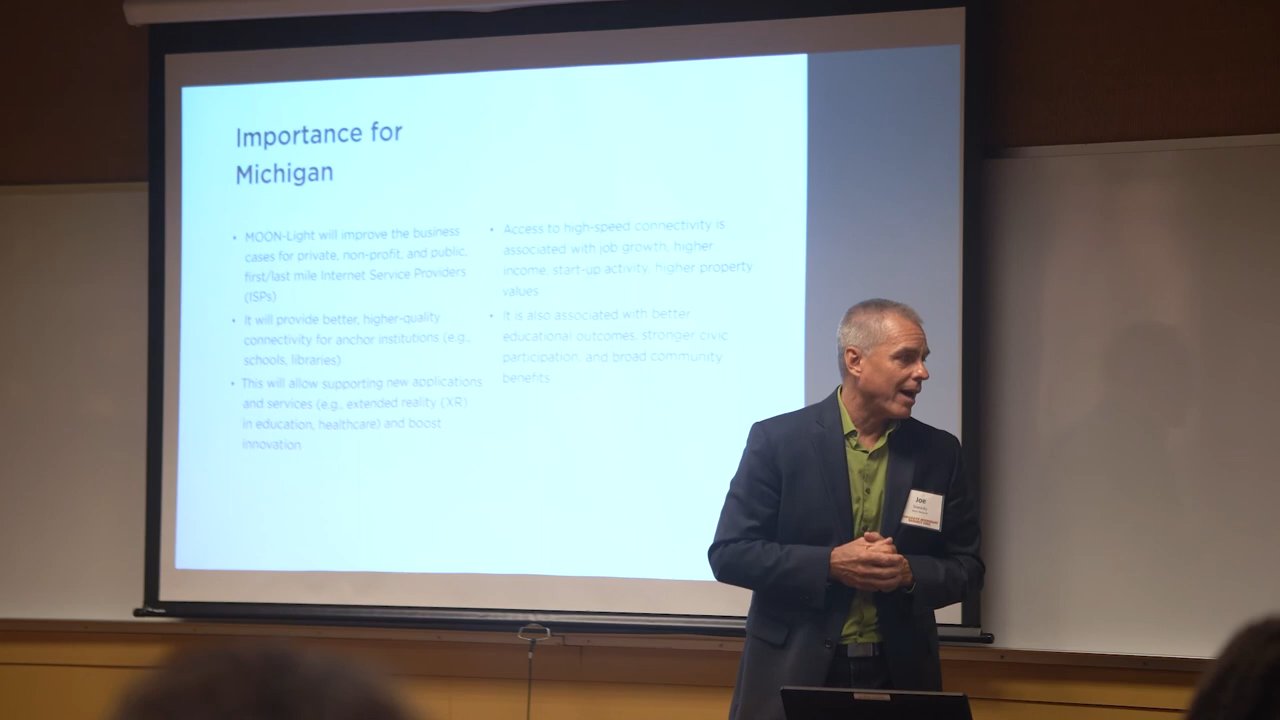 Importance for
Michigan
• MOON-Light will improve the business
cases for private, non-profit, and public,
first/last mile Internet Service Providers
(ISPs)
• It will provide better, higher-quality
connectivity for anchor institutions (e.g.,
schools, libraries)
• This will allow supporting new applications
and services (e.g., extended reality (XR)
in education, healthcare) and boost
innovation
• Access to high-speed connectivity is
associated with job growth, higher
income, start-up activity, higher property
values
• It is also associated with better
educational outcomes, stronger civic
participation, and broad community
benefits
Joe